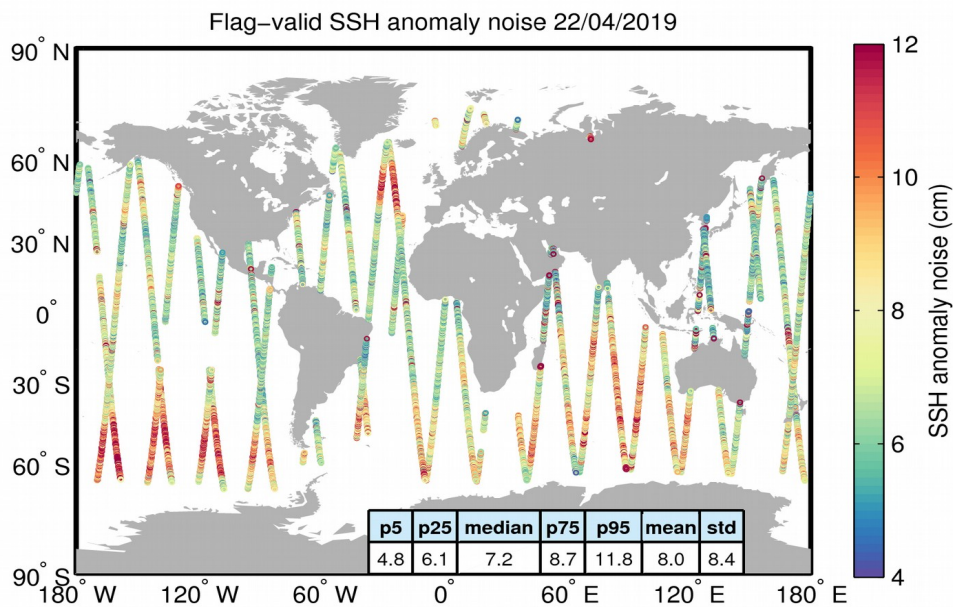 Flag−valid SSH anomaly noise 22/04/2019
90° N
60° N
30° N
0°
30° S
60° S
90° S
180° W
120° W
60° W
0°
60° E
120° E
180° E
p5 p25 median p75 p95 mean std
4.8 6.1 7.2 8.7 11.8 8.0 8.4
12
10
8
6
4
SSH anomaly noise (cm)